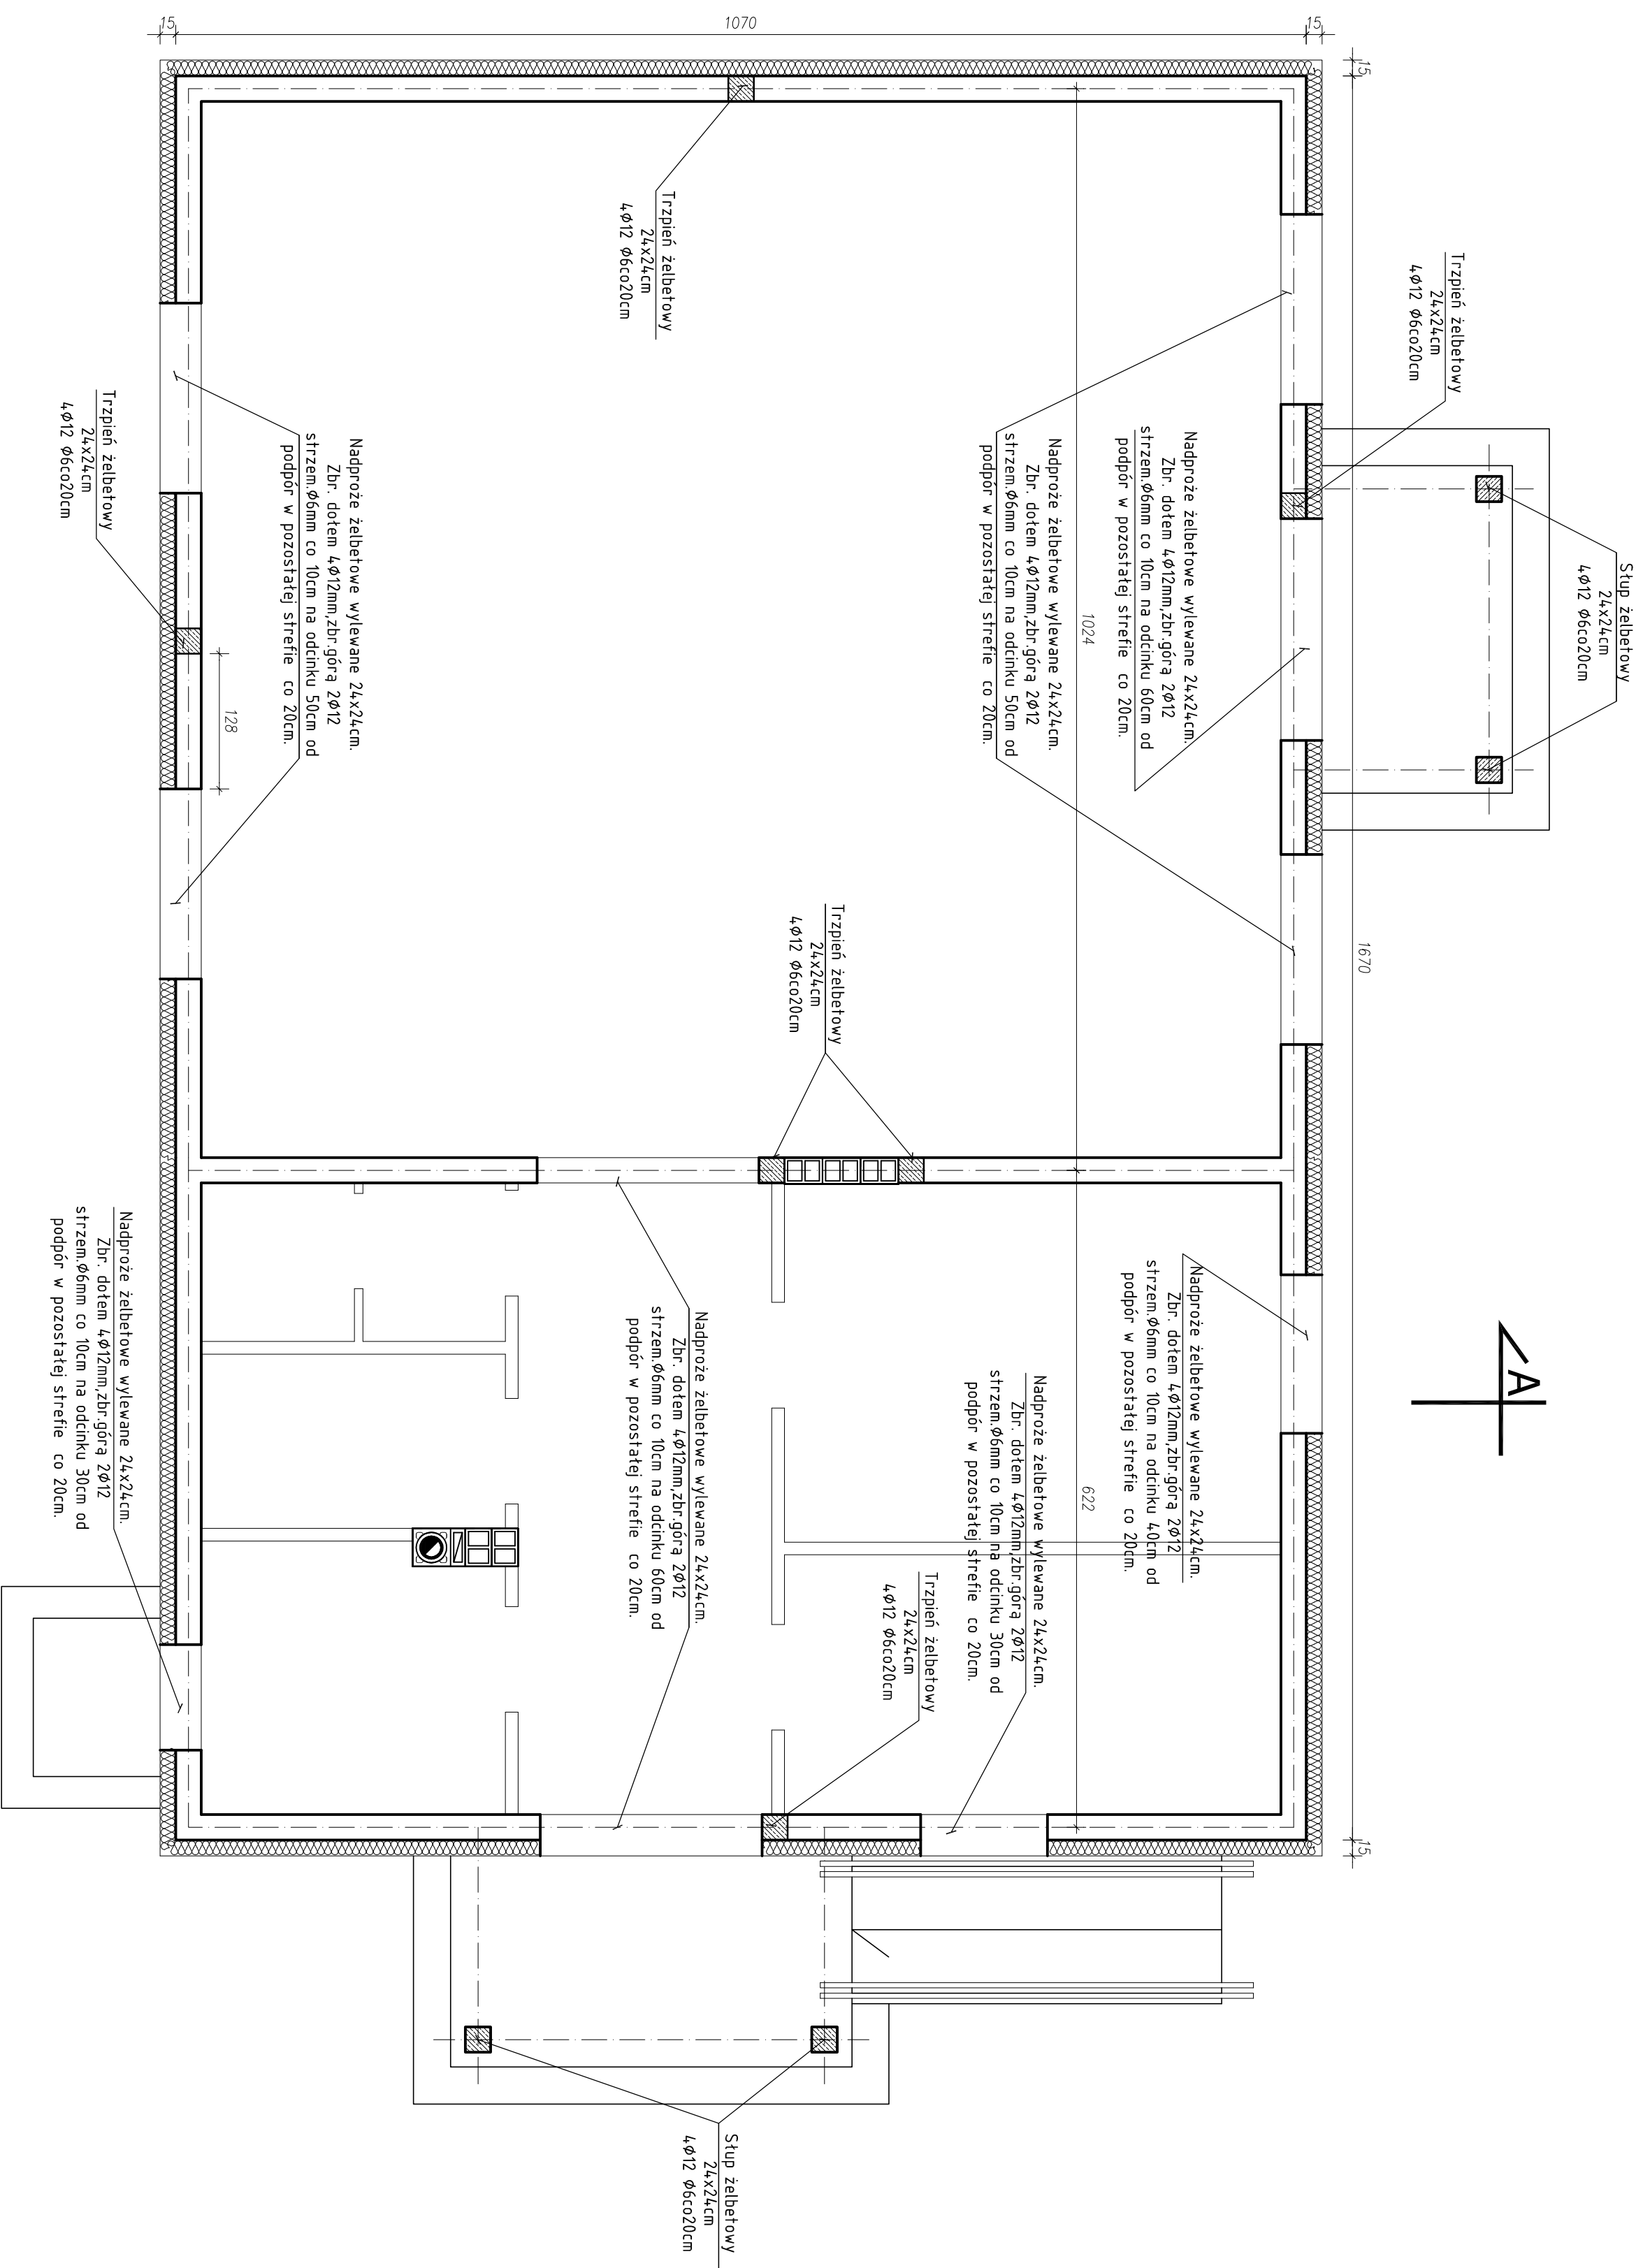 Słup żelbetowy
24x24cm
4Ø12 Ø6co20cm
Trzpień żelbetowy
24x24cm
4Ø12 Ø6co20cm
A
15
1670
15
15
1070
15
Nadproże żelbetowe wylewane 24x24cm.
Zbr. dołem 4Ø12mm,zbr.górą 2Ø12
strzem.Ø6mm co 10cm na odcinku 60cm od
podpór w pozostałej strefie co 20cm.
Nadproże żelbetowe wylewane 24x24cm.
Zbr. dołem 4Ø12mm,zbr.górą 2Ø12
strzem.Ø6mm co 10cm na odcinku 40cm od
podpór w pozostałej strefie co 20cm.
1024
622
Nadproże żelbetowe wylewane 24x24cm.
Zbr. dołem 4Ø12mm,zbr.górą 2Ø12
strzem.Ø6mm co 10cm na odcinku 50cm od
podpór w pozostałej strefie co 20cm.
Nadproże żelbetowe wylewane 24x24cm.
Zbr. dołem 4Ø12mm,zbr.górą 2Ø12
strzem.Ø6mm co 10cm na odcinku 30cm od
podpór w pozostałej strefie co 20cm.
Trzpień żelbetowy
24x24cm
4Ø12 Ø6co20cm
Trzpień żelbetowy
24x24cm
4Ø12 Ø6co20cm
Słup żelbetowy
24x24cm
4Ø12 Ø6co20cm
Nadproże żelbetowe wylewane 24x24cm.
Zbr. dołem 4Ø12mm,zbr.górą 2Ø12
strzem.Ø6mm co 10cm na odcinku 60cm od
podpór w pozostałej strefie co 20cm.
Trzpień żelbetowy
24x24cm
4Ø12 Ø6co20cm
Nadproże żelbetowe wylewane 24x24cm.
Zbr. dołem 4Ø12mm,zbr.górą 2Ø12
strzem.Ø6mm co 10cm na odcinku 50cm od
podpór w pozostałej strefie co 20cm.
128
Trzpień żelbetowy
24x24cm
4Ø12 Ø6co20cm
Nadproże żelbetowe wylewane 24x24cm.
Zbr. dołem 4Ø12mm,zbr.górą 2Ø12
strzem.Ø6mm co 10cm na odcinku 30cm od
podpór w pozostałej strefie co 20cm.